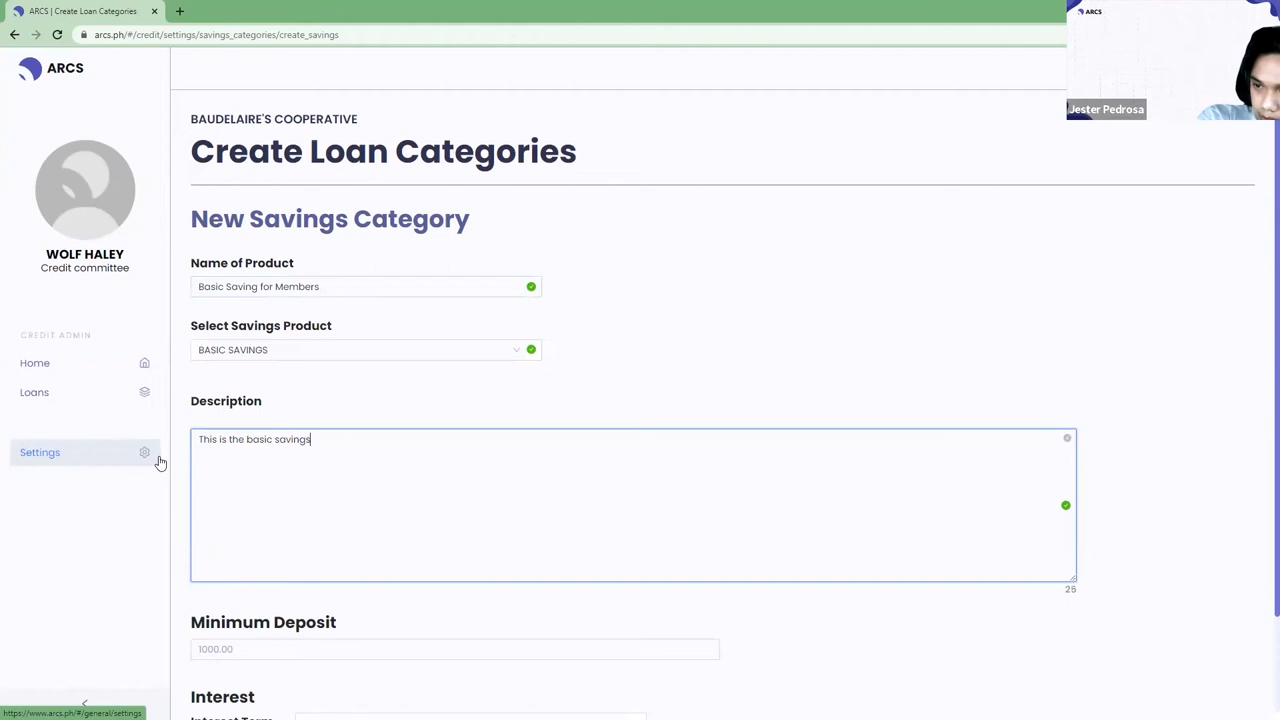 ARCS | Create Loan Categories
arcs.ph/#/credit/settings/savings_categories/create_savings
ARCS
Jester Pedrosa
ARCS
WOLF HALEY
Credit committee
CREDIT ADMIN
Home
Loans
Settings
BAUDELAIRE'S COOPERATIVE
Create Loan Categories
New Savings Category
Name of Product
Basic Saving for Members
Select Savings Product
BASIC SAVINGS
Description
This is the basic savings
25
Minimum Deposit
1000.00
Interest
Interest Term
https://www.arcs.ph/#/general/settings